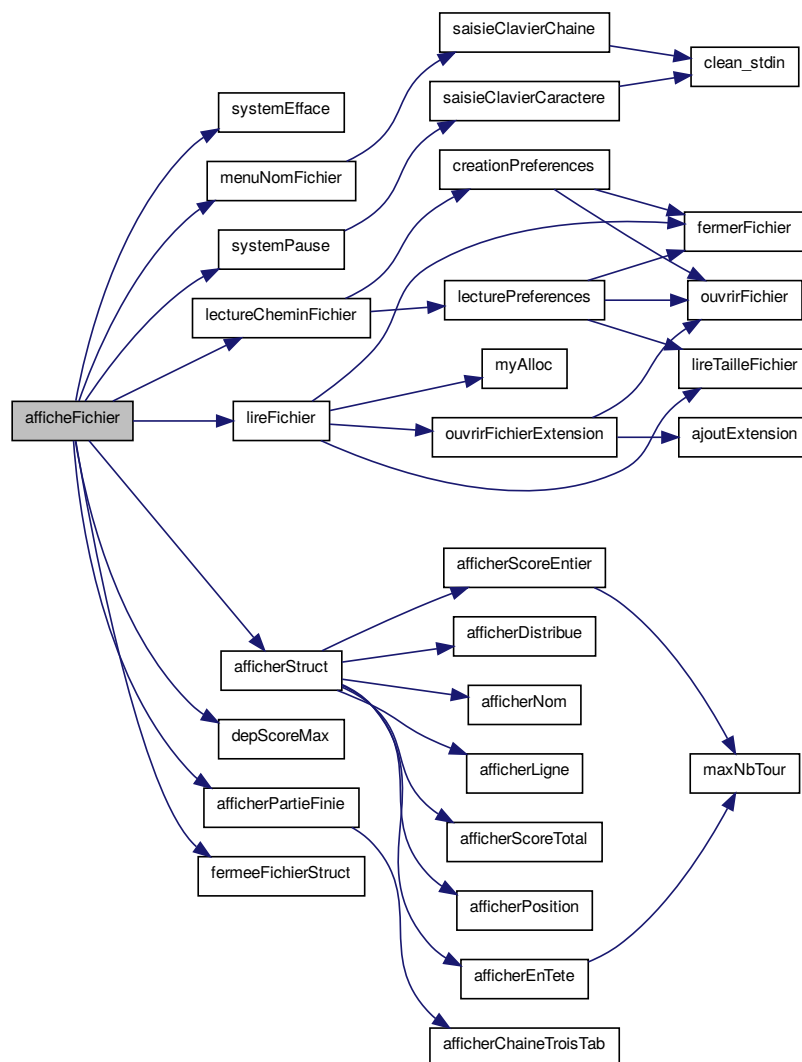 saisieClavierChaine
clean_stdin
saisieClavierCaractere
systemEfface
creationPreferences
menuNomFichier
fermerFichier
systemPause
ouvrirFichier
lecturePreferences
lectureCheminFichier
myAlloc
lireTailleFichier
afficheFichier
lireFichier
ouvrirFichierExtension
ajoutExtension
afficherScoreEntier
afficherDistribue
afficherStruct
afficherNom
depScoreMax
afficherLigne
maxNbTour
afficherPartieFinie
afficherScoreTotal
fermeeFichierStruct
afficherPosition
afficherEnTete
afficherChaineTroisTab